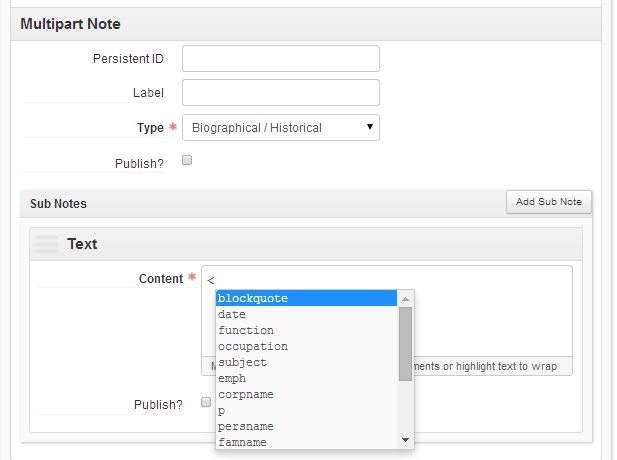 Multipart Note
Persistent ID
Label
Type * Biographical / Historical
Publish?
Sub Notes Add Sub Note
Text
Content * <
blockquote
date
function
occupation
subject
emph
corpname
p
persname
famname
ments or highlight text to wrap
Publish?